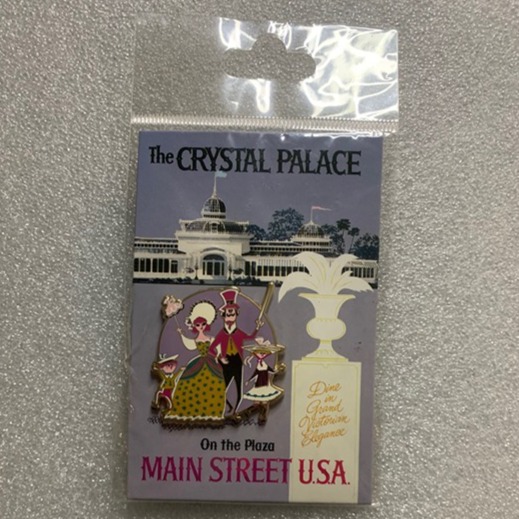 The CRYSTAL PALACE
Dine
in
Grand
Victorian
Elegance
On the Plaza
MAIN STREET U.S.A.